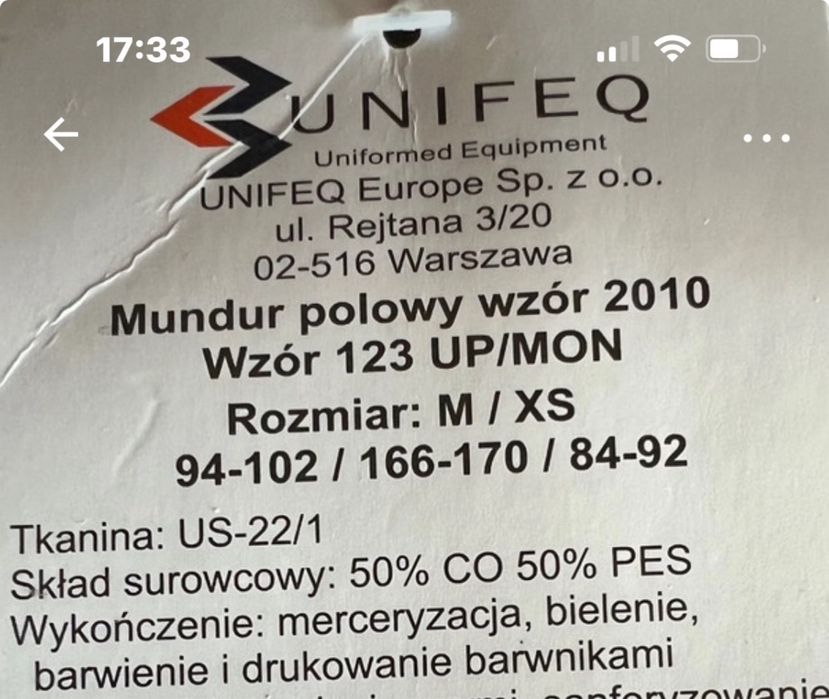 17:33
UNIFEQ
Uniformed Equipment
UNIFEQ Europe Sp. z o.o.
ul. Rejtana 3/20
02-516 Warszawa
Mundur polowy wzór 2010
Wzór 123 UP/MON
Rozmiar: M / XS
94-102 / 166-170 / 84-92
Tkanina: US-22/1
Skład surowcowy: 50% CO 50% PES
Wykończenie: merceryzacja, bielenie,
barwienie i drukowanie barwnikami